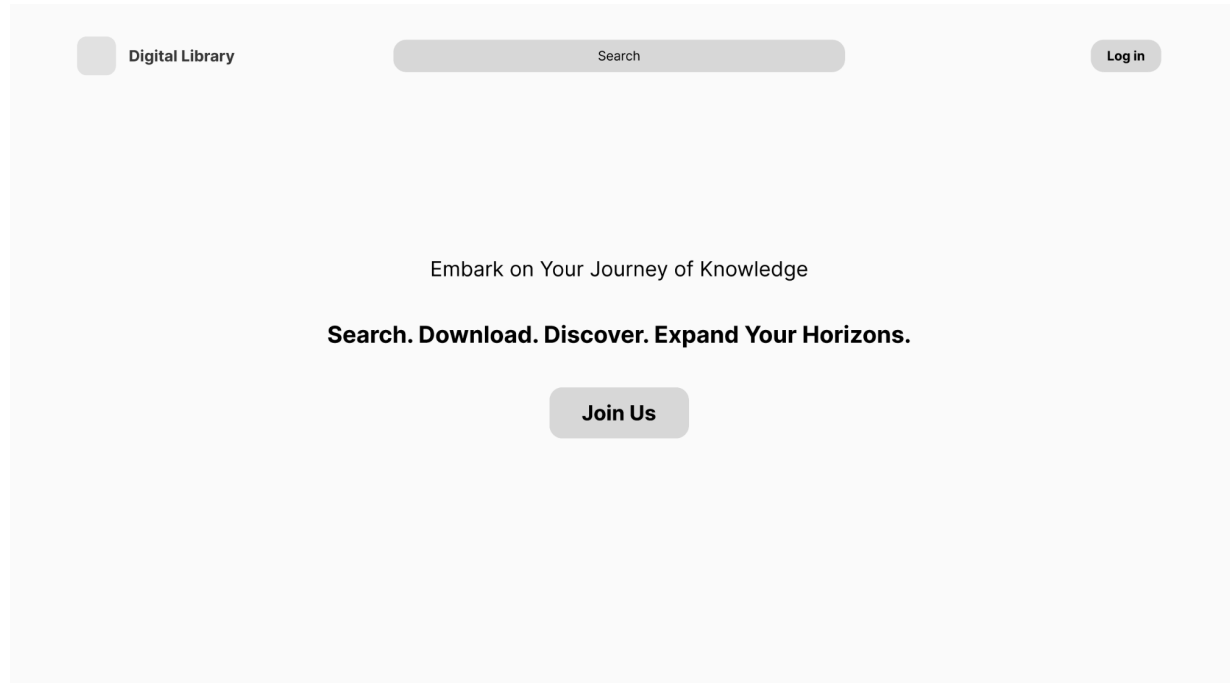 Digital Library
Search
Log in
Embark on Your Journey of Knowledge
Search. Download. Discover. Expand Your Horizons.
Join Us